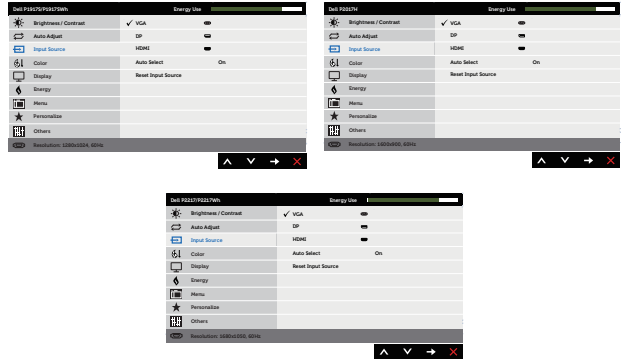 Dell P1917S/P1917SWh
Energy Use
Brightness / Contrast
VGA
Auto Adjust
DP
Input Source
HDMI
Color
Auto Select
On
Display
Reset Input Source
Energy
Menu
Personalize
Others
Resolution: 1280x1024, 60Hz
Dell P2017H
Energy Use
Brightness / Contrast
VGA
Auto Adjust
DP
Input Source
HDMI
Color
Auto Select
On
Display
Reset Input Source
Energy
Menu
Personalize
Others
Resolution: 1600x900, 60Hz
Dell P2217/P2217Wh
Energy Use
Brightness / Contrast
VGA
Auto Adjust
DP
Input Source
HDMI
Color
Auto Select
On
Display
Reset Input Source
Energy
Menu
Personalize
Others
Resolution: 1680x1050, 60Hz